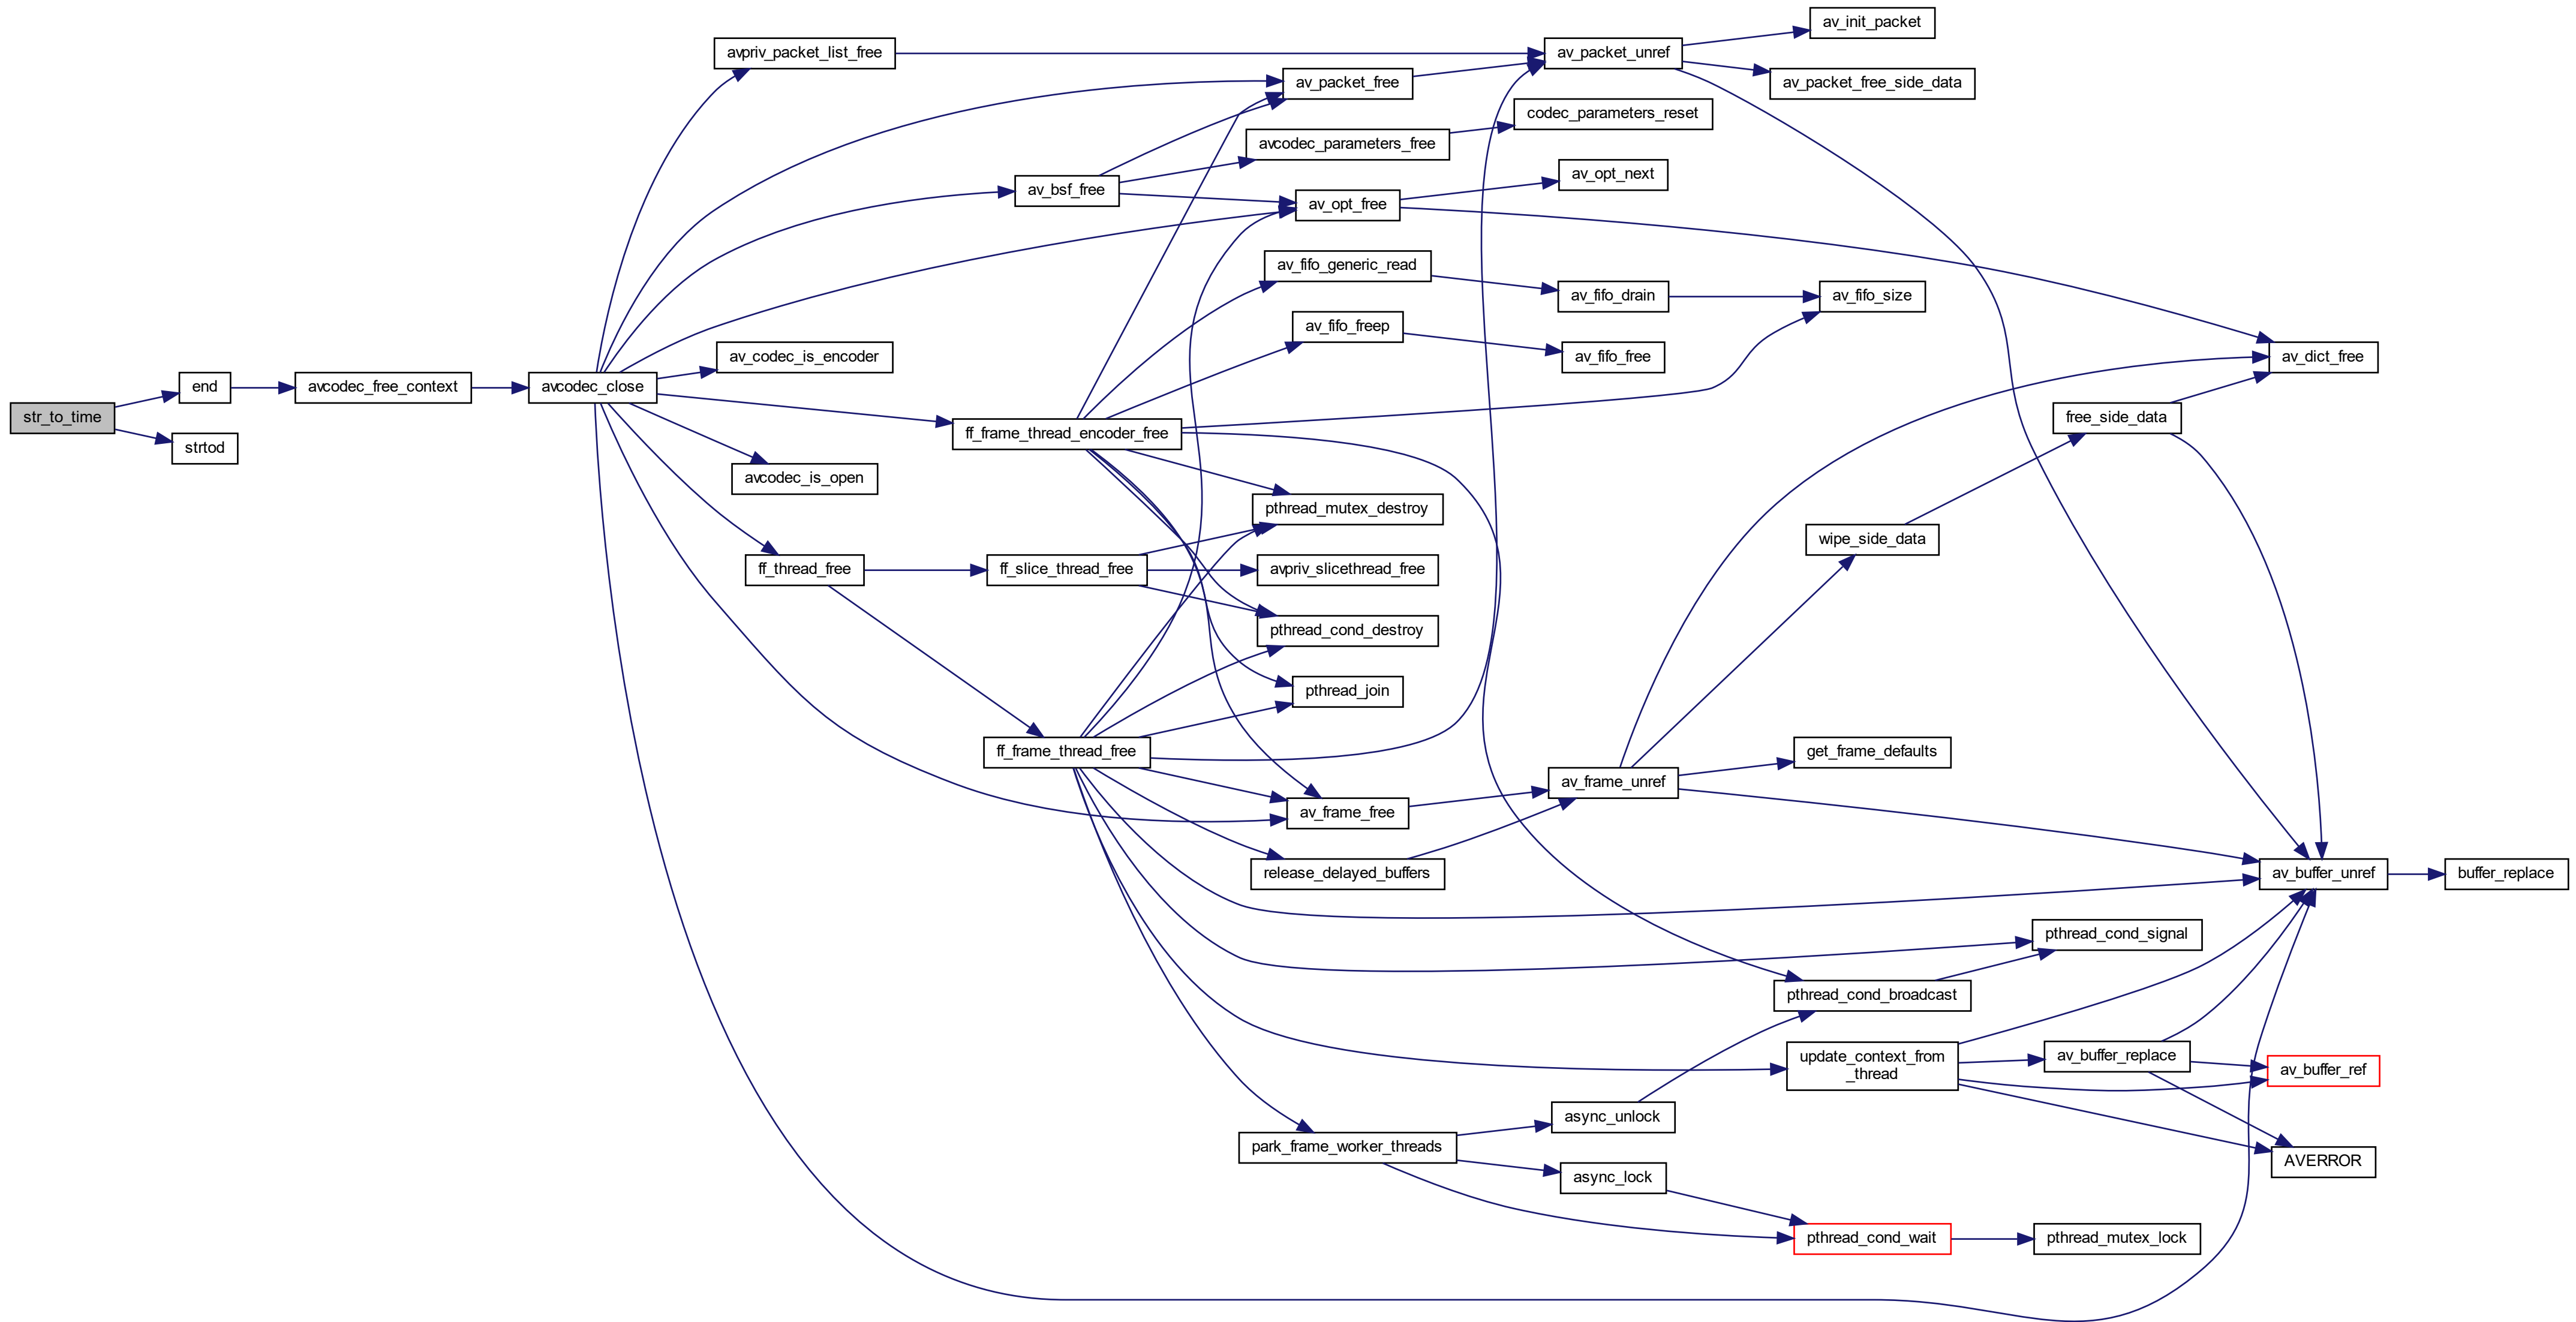 str_to_time
end
strtod
avcodec_free_context
avcodec_close
avpriv_packet_list_free
av_codec_is_encoder
avcodec_is_open
ff_thread_free
av_bsf_free
ff_frame_thread_encoder_free
ff_slice_thread_free
ff_frame_thread_free
av_packet_free
avcodec_parameters_free
av_opt_free
av_fifo_generic_read
av_fifo_freep
pthread_mutex_destroy
avpriv_slicethread_free
pthread_cond_destroy
pthread_join
av_frame_free
release_delayed_buffers
park_frame_worker_threads
av_packet_unref
codec_parameters_reset
av_opt_next
av_fifo_drain
av_fifo_free
av_frame_unref
async_unlock
async_lock
av_init_packet
av_packet_free_side_data
av_fifo_size
wipe_side_data
get_frame_defaults
pthread_cond_broadcast
update_context_from
_thread
pthread_cond_wait
free_side_data
pthread_cond_signal
av_buffer_replace
pthread_mutex_lock
av_dict_free
av_buffer_unref
av_buffer_ref
AVERROR
buffer_replace